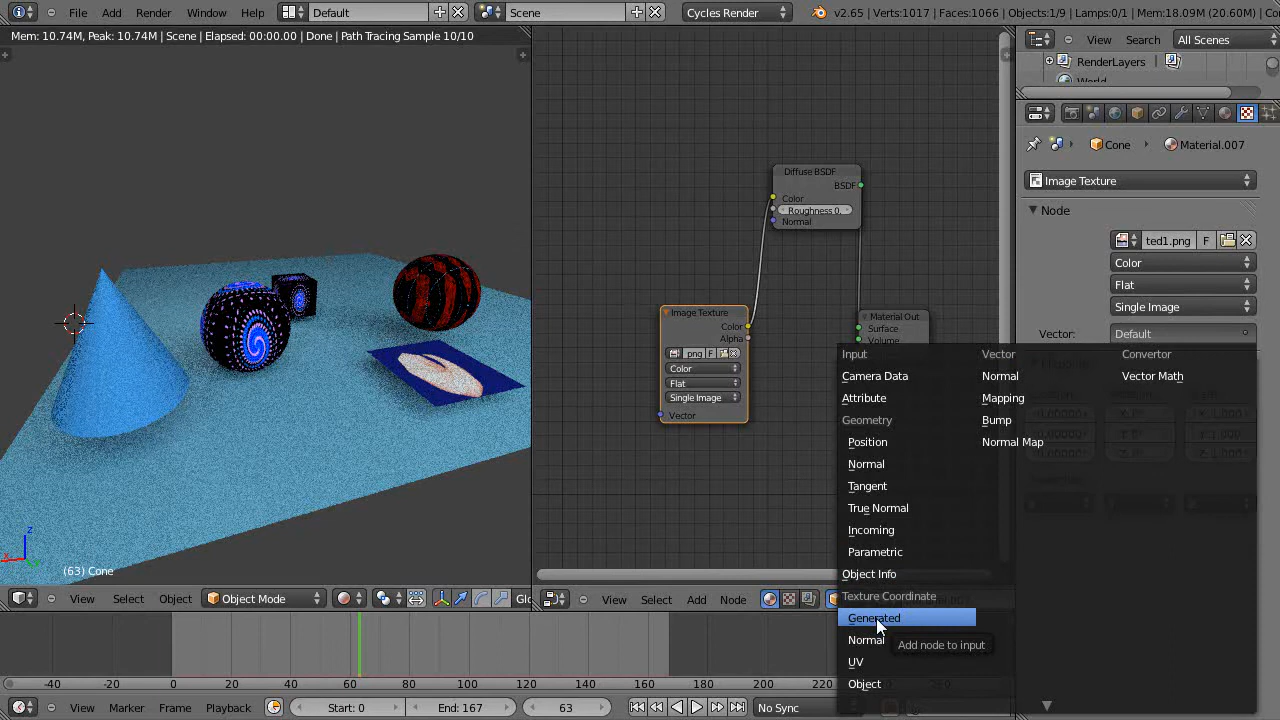 File Add Render Window Help Default Scene Cycles Render v2.65 | Verts:1017 | Faces:1066 | Objects:1/9 | Lamps:0/1 | Mem:18.09M (20.60M) | C
Mem: 10.74M, Peak: 10.74M | Scene | Elapsed: 00:00.00 | Done | Path Tracing Sample 10/10
View Search All Scenes
RenderLayers
World
Cone Material.007
Image Texture
Node
ted1.png F
Color
Flat
Single Image
Vector: Default
Diffuse BSDF
BSDF
Color
Roughness 0.
Normal
Image Texture
Color
Alpha
png F
Color
Flat
Single Image
Vector
Material Out
Surface
Volume
Input
Camera Data
Attribute
Geometry
Position
Normal
Tangent
True Normal
Incoming
Parametric
Object Info
Texture Coordinate
Generated
Normal
UV
Object
Vector
Normal
Mapping
Bump
Normal Map
Convertor
Vector Math
Add node to input
z
x
(63) Cone
View Select Object Object Mode Glo
View Select Add Node
-40 -20 0 20 40 60 80 100 120 140 160 180 200 220
View Marker Frame Playback Start: 0 End: 167 63 No Sync